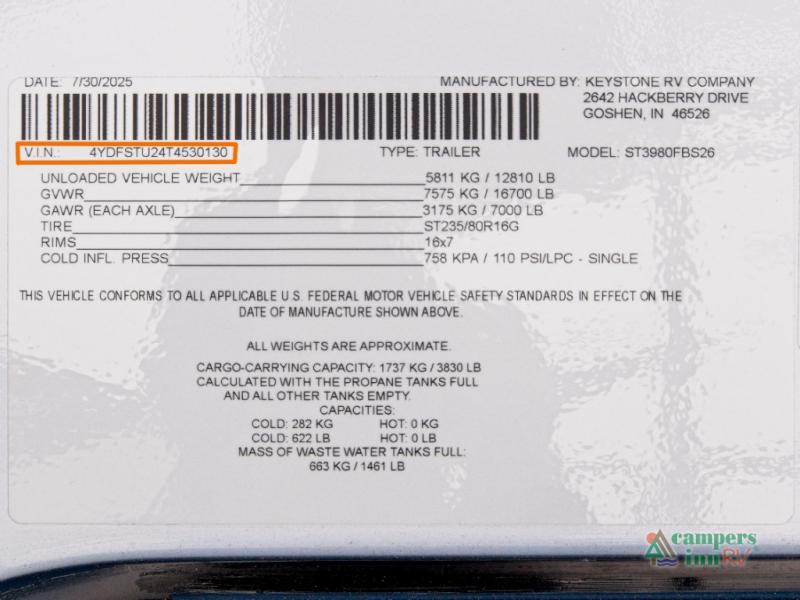 DATE: 7/30/2025 MANUFACTURED BY: KEYSTONE RV COMPANY
2642 HACKBERRY DRIVE
GOSHEN, IN 46526
V.I.N.: 4YDFSTU24T4530130 TYPE: TRAILER MODEL: ST3980FBS26
UNLOADED VEHICLE WEIGHT 5811 KG / 12810 LB
GVWR 7575 KG / 16700 LB
GAWR (EACH AXLE) 3175 KG / 7000 LB
TIRE ST235/80R16G
RIMS 16x7
COLD INFL. PRESS 758 KPA / 110 PSI/LPC - SINGLE
THIS VEHICLE CONFORMS TO ALL APPLICABLE U.S. FEDERAL MOTOR VEHICLE SAFETY STANDARDS IN EFFECT ON THE
DATE OF MANUFACTURE SHOWN ABOVE.
ALL WEIGHTS ARE APPROXIMATE.
CARGO-CARRYING CAPACITY: 1737 KG / 3830 LB
CALCULATED WITH THE PROPANE TANKS FULL
AND ALL OTHER TANKS EMPTY.
CAPACITIES:
COLD: 282 KG HOT: 0 KG
COLD: 622 LB HOT: 0 LB
MASS OF WASTE WATER TANKS FULL:
663 KG / 1461 LB
campers
inn RV